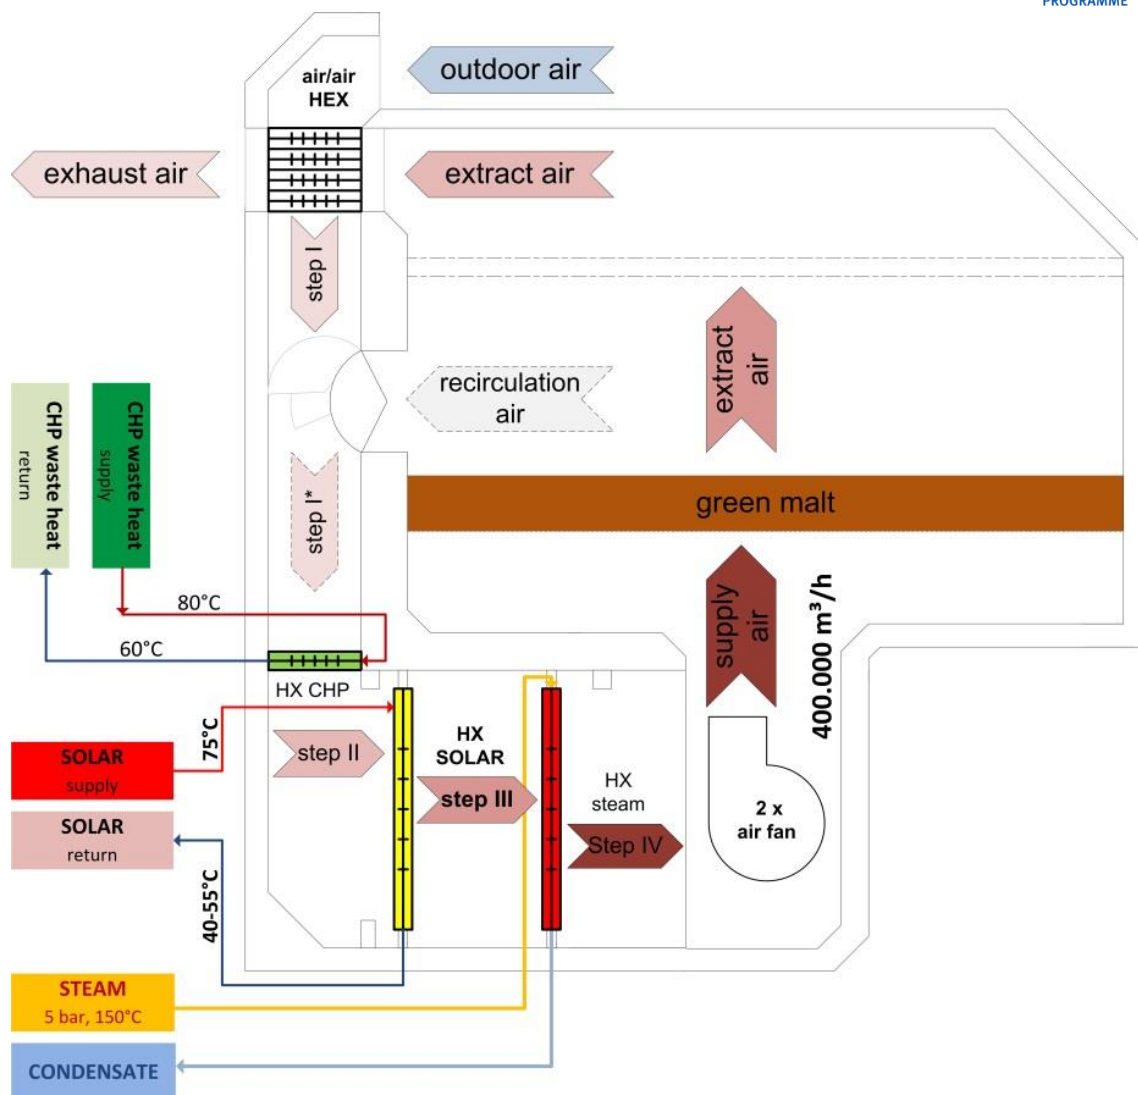 PROGRAMME
air/air
HEX
outdoor air
exhaust air
extract air
step I
recirculation
air
extract
air
CHP waste heat
return
CHP waste heat
supply
step I*
green malt
80°C
60°C
supply
air
400.000 m³/h
HX CHP
75°C
step II
HX
SOLAR
step III
HX
steam
Step IV
2 x
air fan
SOLAR
supply
SOLAR
return
40-55°C
STEAM
5 bar, 150°C
CONDENSATE